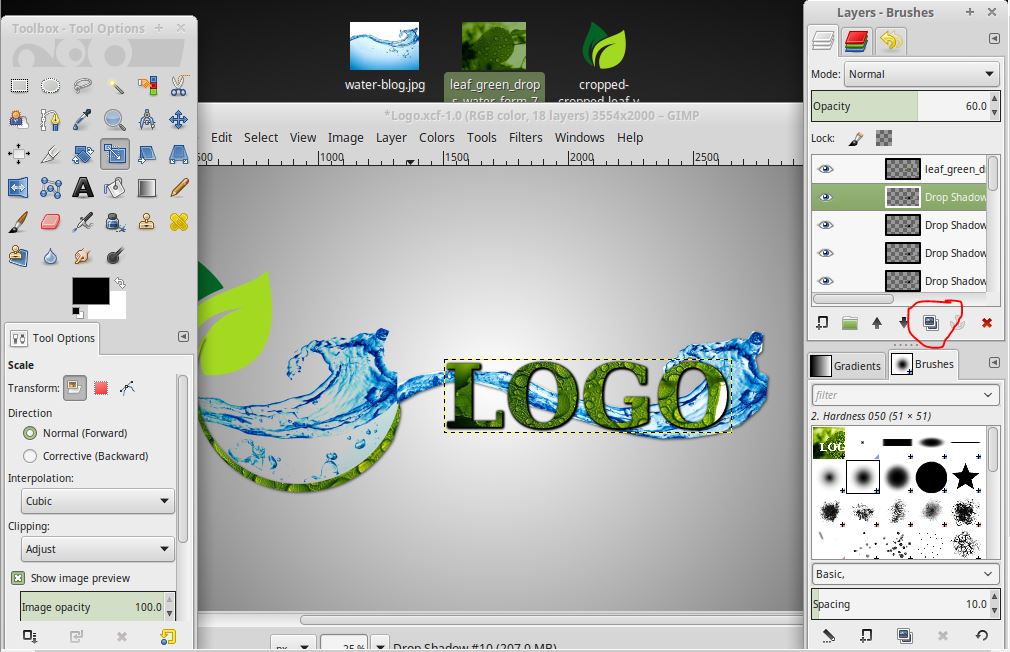 Toolbox - Tool Options
water-blog.jpg
leaf_green_drop
cropped-
Layers - Brushes
Mode: Normal
Opacity 60.0
Lock:
*Logo.xcf-1.0 (RGB color, 18 layers) 3554x2000 – GIMP
Edit Select View Image Layer Colors Tools Filters Windows Help
500 1000 1500 2000 2500
leaf_green_d
Drop Shadow
Drop Shadow
Drop Shadow
Drop Shadow
LOGO
Tool Options
Scale
Transform:
Direction
Normal (Forward)
Corrective (Backward)
Interpolation:
Cubic
Clipping:
Adjust
Show image preview
Image opacity 100.0
Gradients Brushes
filter
2. Hardness 050 (51 × 51)
LOG
Basic,
Spacing 10.0
px 25 % Drop Shadow #10 (207.0 MB)